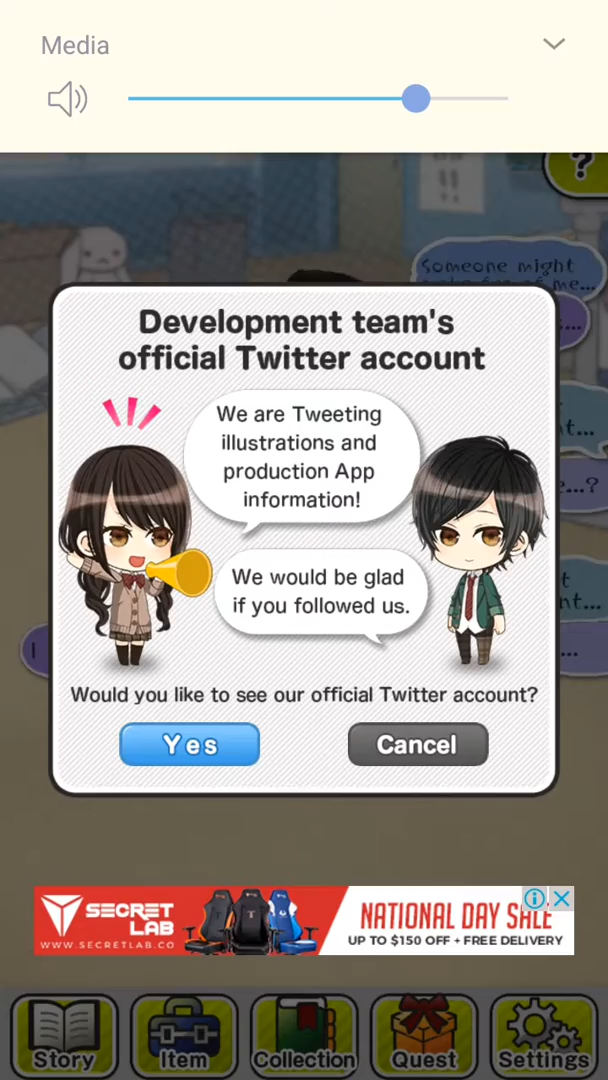 Media
?
Someone might
Development team's
official Twitter account
We are Tweeting
illustrations and
production App
information!
We would be glad
if you followed us.
Would you like to see our official Twitter account?
Yes
Cancel
SECRET
LAB
WWW.SECRETLAB.CO
NATIONAL DAY SALE
UP TO $150 OFF + FREE DELIVERY
Story
Item
Collection
Quest
Settings